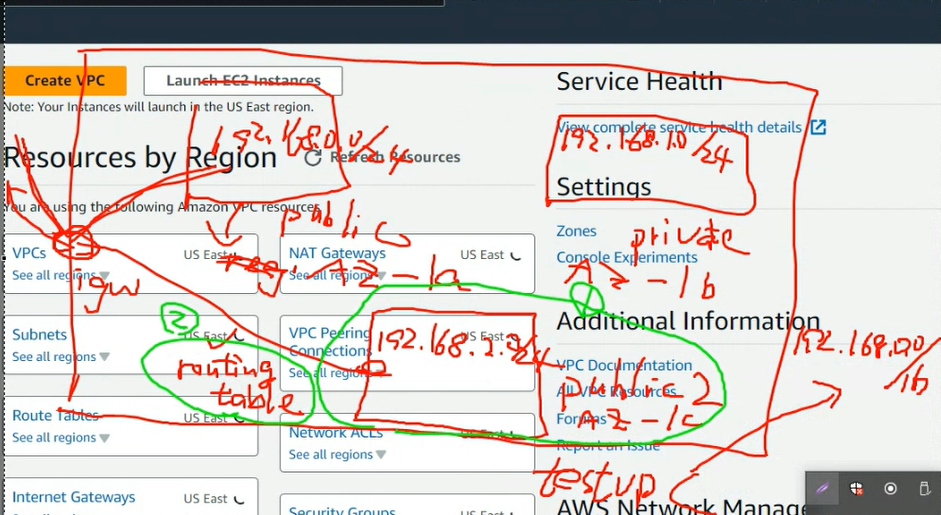 Create VPC
Launch EC2 Instances
Note: Your Instances will launch in the US East region.
Resources by Region
Refresh Resources
You are using the following Amazon VPC resources
VPCs
US East
See all regions
NAT Gateways
US East
See all regions
Subnets
US East
See all regions
VPC Peering
Connections
US East
See all regions
Route Tables
US East
See all regions
Network ACLs
US East
See all regions
Internet Gateways
US East
Security Groups
US East
Service Health
View complete service health details
Settings
Zones
Console Experiments
Additional Information
VPC Documentation
All VPC Resources
Forums
Report an Issue
AWS Network Manage
192.168.0.0/24
public
AZ-1a
192.168.1.0/24
private
AZ-1b
igw
1
2
routing
table
192.168.2.0/24
public 2
AZ-1c
192.168.0.0
/16